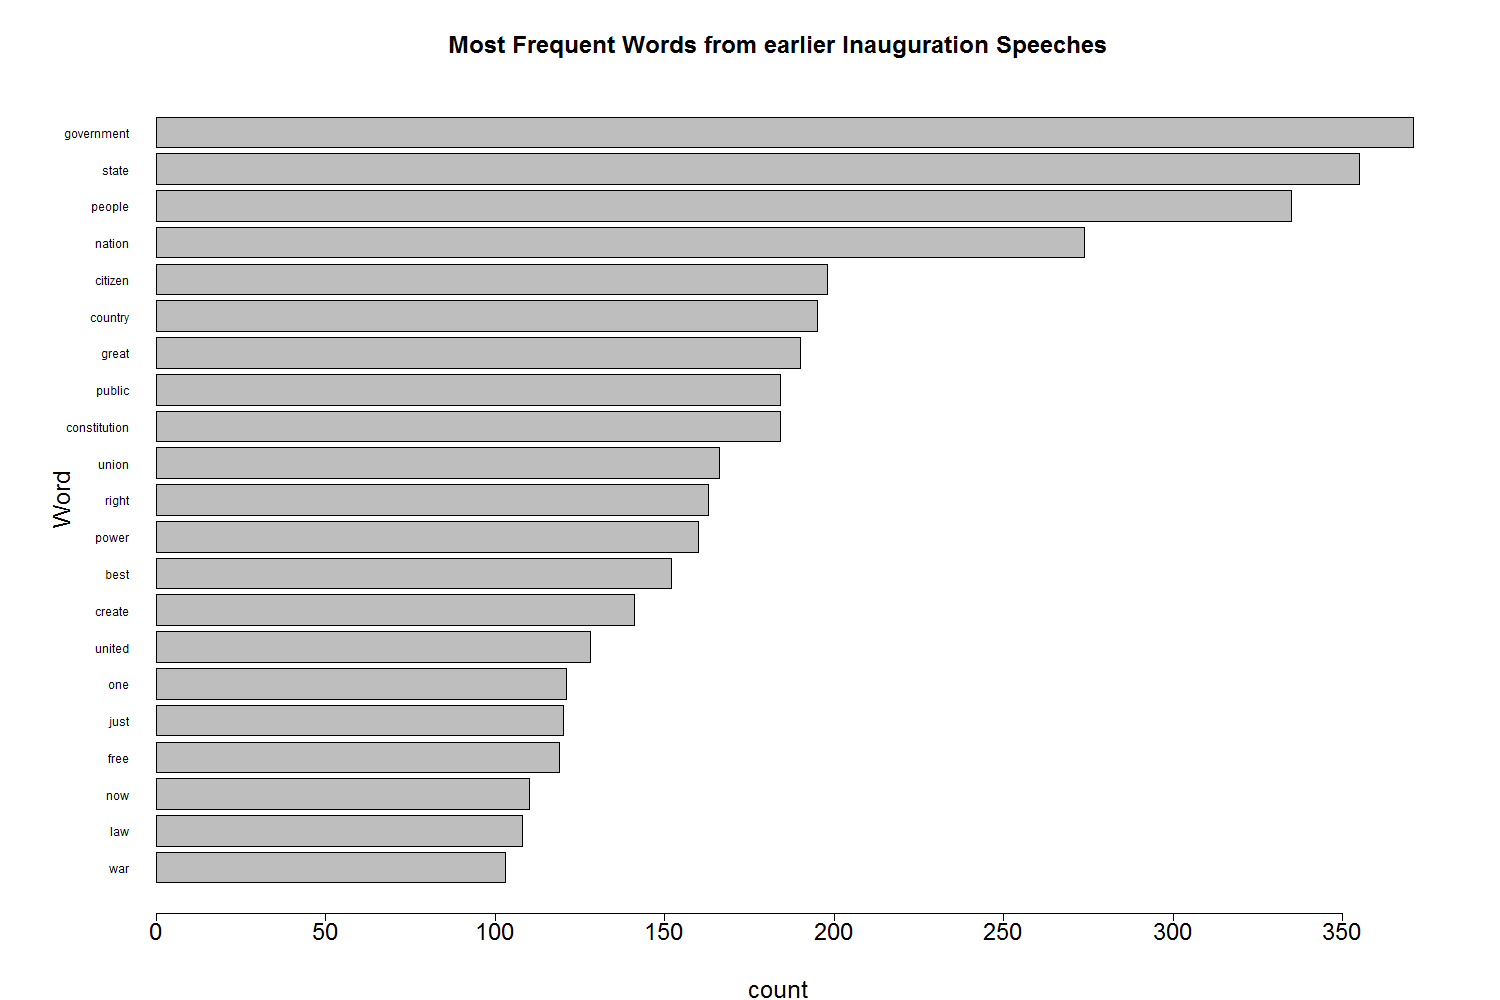 Most Frequent Words from earlier Inauguration Speeches
government
state
people
nation
citizen
country
great
public
constitution
union
right
power
best
create
united
one
just
free
now
law
war
Word
0 50 100 150 200 250 300 350
count